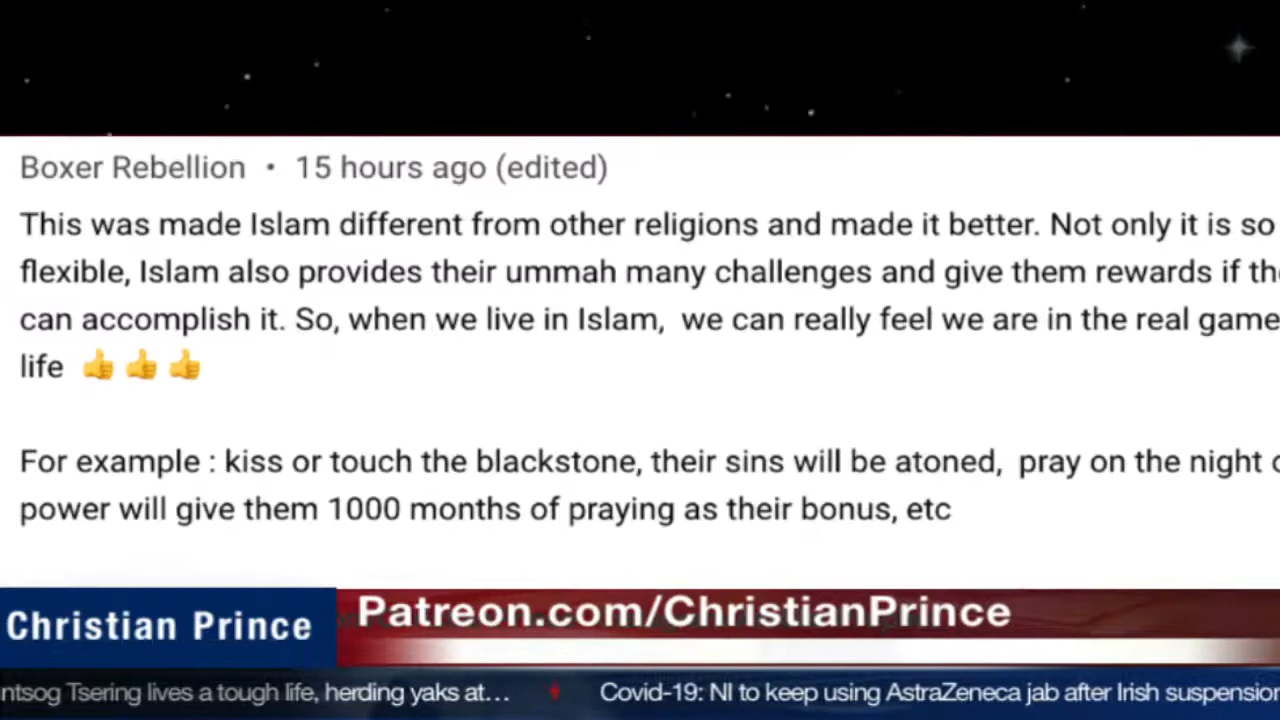 Boxer Rebellion • 15 hours ago (edited)
This was made Islam different from other religions and made it better. Not only it is so
flexible, Islam also provides their ummah many challenges and give them rewards if
can accomplish it. So, when we live in Islam, we can really feel we are in the real game
life 👍👍👍
For example : kiss or touch the blackstone, their sins will be atoned, pray on the night
power will give them 1000 months of praying as their bonus, etc
Christian Prince
Patreon.com/ChristianPrince
Tsering lives a tough life, herding yaks at…
Covid-19: NI to keep using AstraZeneca jab after Irish